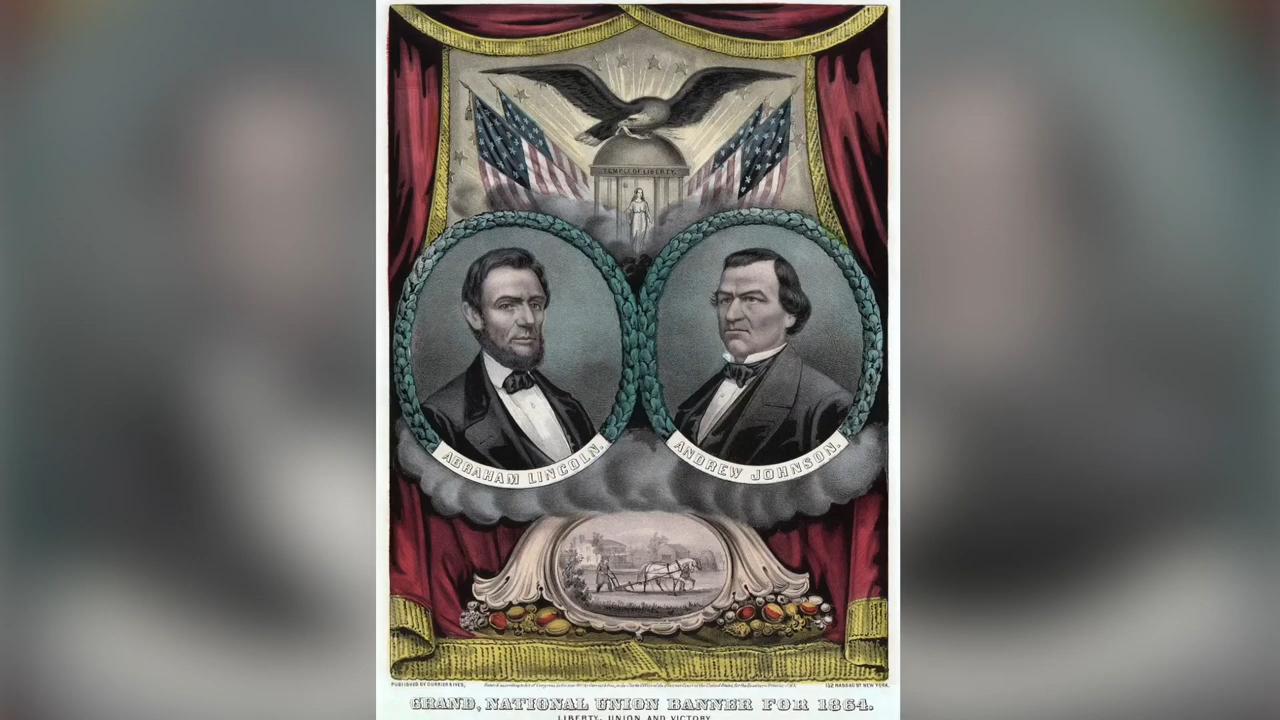 TEMPLE OF LIBERTY.
ABRAHAM LINCOLN.
ANDREW JOHNSON.
PUBLISHED BY CURRIER & IVES,
152 NASSAU ST NEW YORK.
GRAND, NATIONAL UNION BANNER FOR 1864.
LIBERTY, UNION AND VICTORY